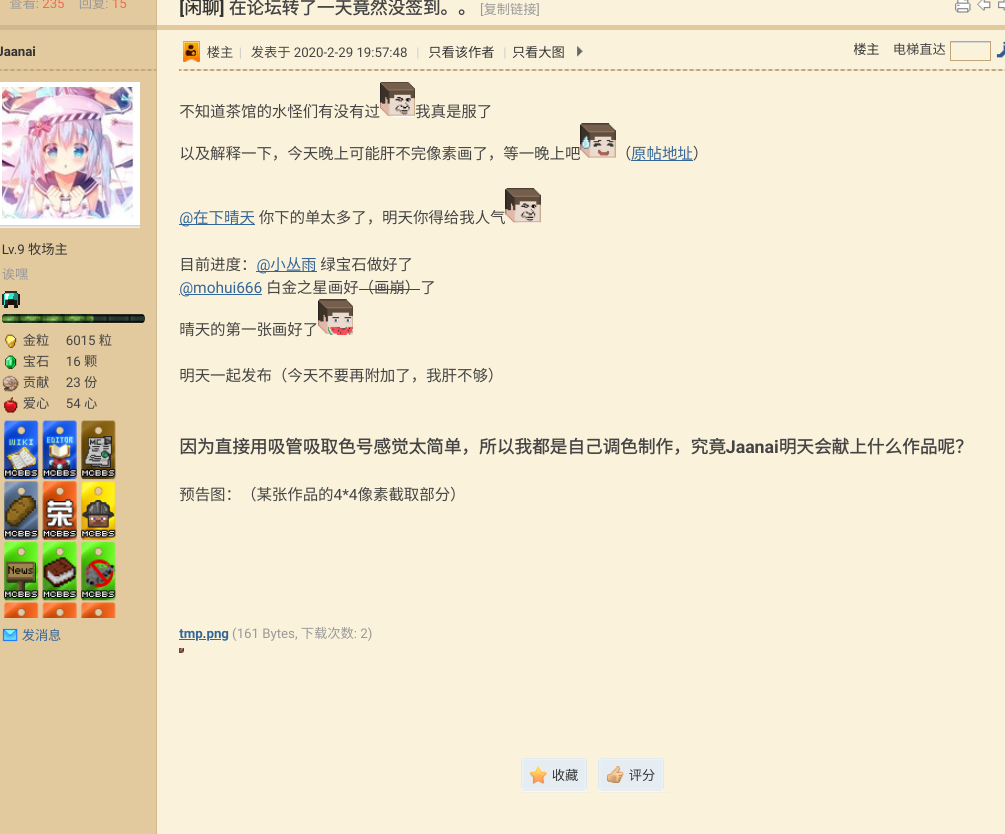 查看: 235 回复: 15
[闲聊] 在论坛转了一天竟然没签到。。 [复制链接]
Jaanai
楼主 | 发表于 2020-2-29 19:57:48 | 只看该作者 | 只看大图
楼主 电梯直达
不知道茶馆的水怪们有没有过我真是服了
以及解释一下，今天晚上可能肝不完像素画了，等一晚上吧（原帖地址）
@在下晴天 你下的单太多了，明天你得给我人气
目前进度：@小丛雨 绿宝石做好了
@mohui666 白金之星画好（画崩）了
晴天的第一张画好了
明天一起发布（今天不要再附加了，我肝不够）
因为直接用吸管吸取色号感觉太简单，所以我都是自己调色制作，究竟Jaanai明天会献上什么作品呢？
预告图：（某张作品的4*4像素截取部分）
tmp.png (161 Bytes, 下载次数: 2)
收藏 评分
Lv.9 牧场主
诶嘿
金粒 6015 粒
宝石 16 颗
贡献 23 份
爱心 54 心
WIKI EDITOR MC
MCBBS MCBBS MCBBS
荣
MCBBS MCBBS MCBBS
News
MCBBS MCBBS MCBBS
发消息